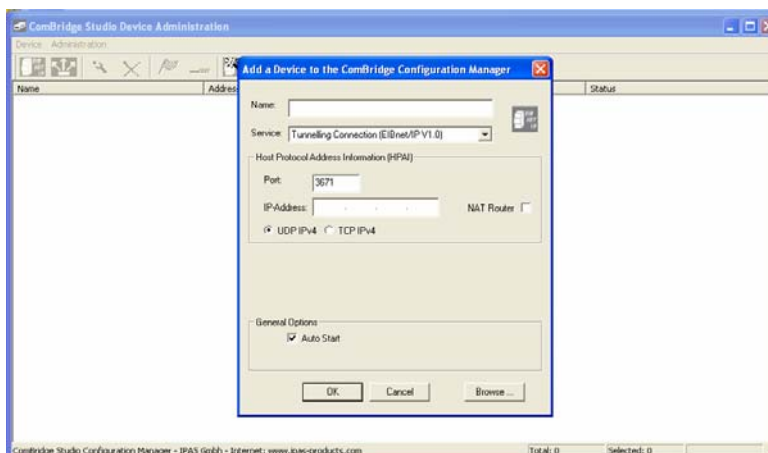 ComBridge Studio Device Administration
Device Administration
Add a Device to the ComBridge Configuration Manager
Name Address Status
Name:
Service: Tunnelling Connection (EIBnet/IP V1.0)
Host Protocol Address Information (HPAI)
Port: 3671
IP-Address: . . . NAT Router
UDP IPv4 TCP IPv4
General Options
Auto Start
OK Cancel Browse ...
ComBridge Studio Configuration Manager - IPAS Gmbh - Internet: www.ipas-products.com Total: 0 Selected: 0